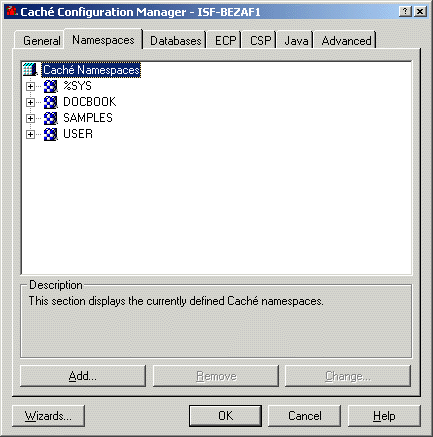 Caché Configuration Manager - ISF-BEZAF1
General Namespaces Databases ECP CSP Java Advanced
Caché Namespaces
%SYS
DOCBOOK
SAMPLES
USER
Description
This section displays the currently defined Caché namespaces.
Add... Remove Change...
Wizards... OK Cancel Help